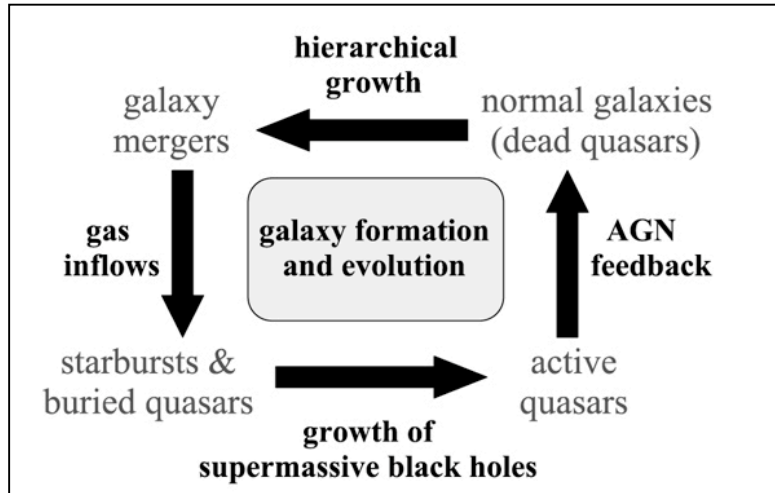 hierarchical
growth
galaxy
mergers
normal galaxies
(dead quasars)
gas
inflows
galaxy formation
and evolution
AGN
feedback
starbursts &
buried quasars
active
quasars
growth of
supermassive black holes